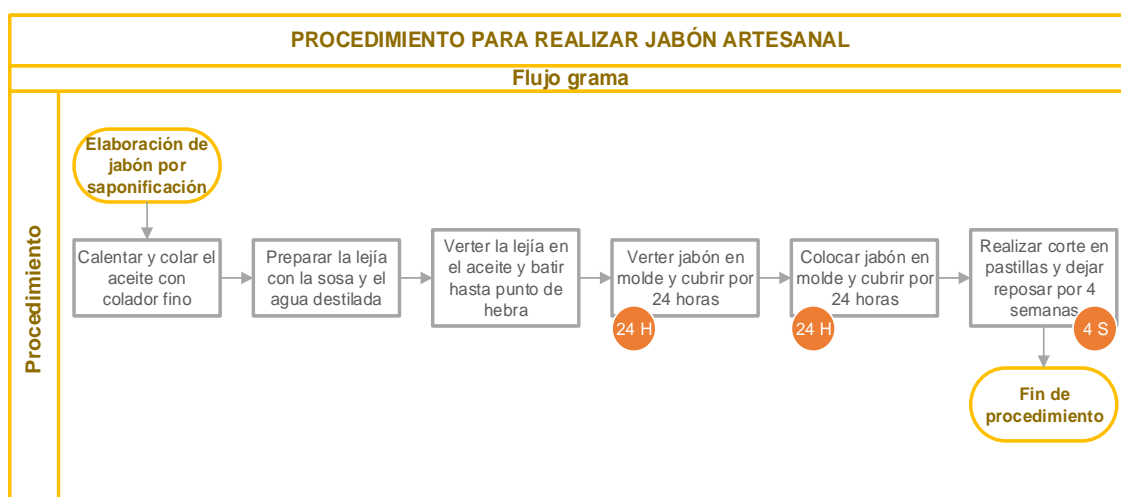 PROCEDIMIENTO PARA REALIZAR JABÓN ARTESANAL
Flujo grama
Procedimiento
Elaboración de
jabón por
saponificación
Calentar y colar el
aceite con
colador fino
Preparar la lejía
con la sosa y el
agua destilada
Verter la lejía en
el aceite y batir
hasta punto de
hebra
Verter jabón en
molde y cubrir por
24 horas
24 H
Colocar jabón en
molde y cubrir por
24 horas
24 H
Realizar corte en
pastillas y dejar
reposar por 4
semanas
4 S
Fin de
procedimiento